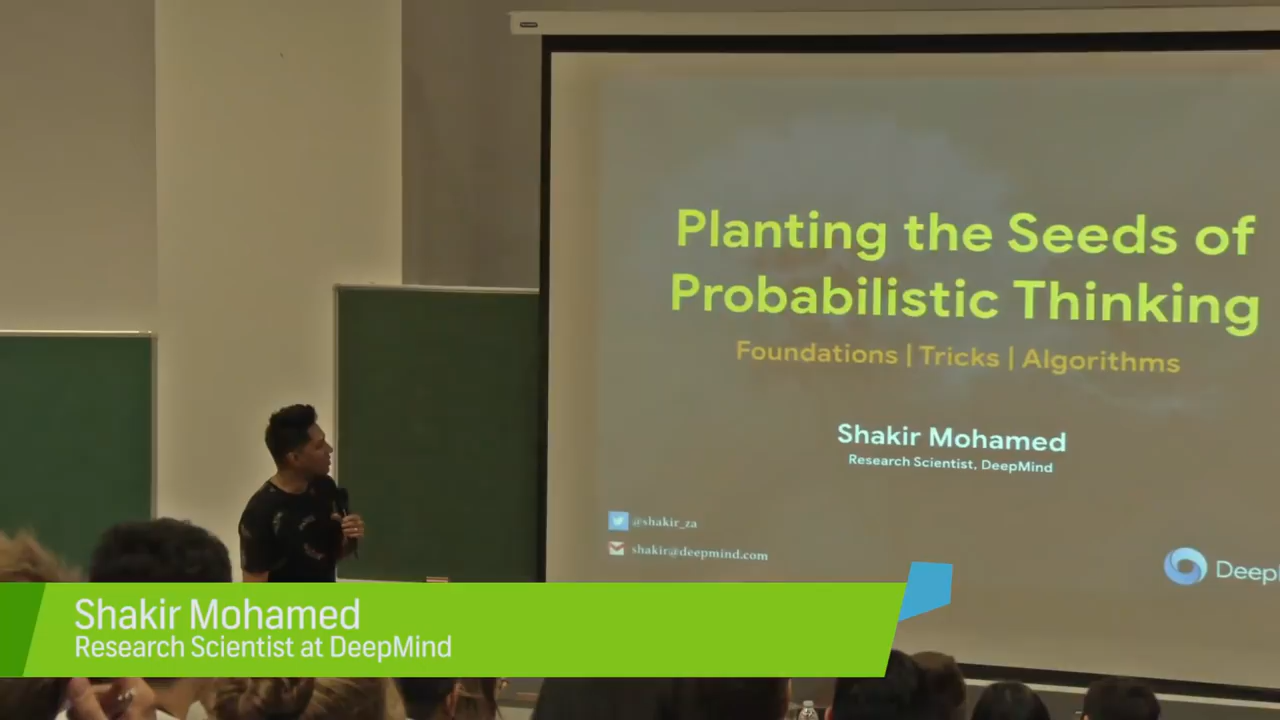 Planting the Seeds of
Probabilistic Thinking
Foundations | Tricks | Algorithms
Shakir Mohamed
Research Scientist, DeepMind
@shakir_za
shakir@deepmind.com
Deep
Shakir Mohamed
Research Scientist at DeepMind